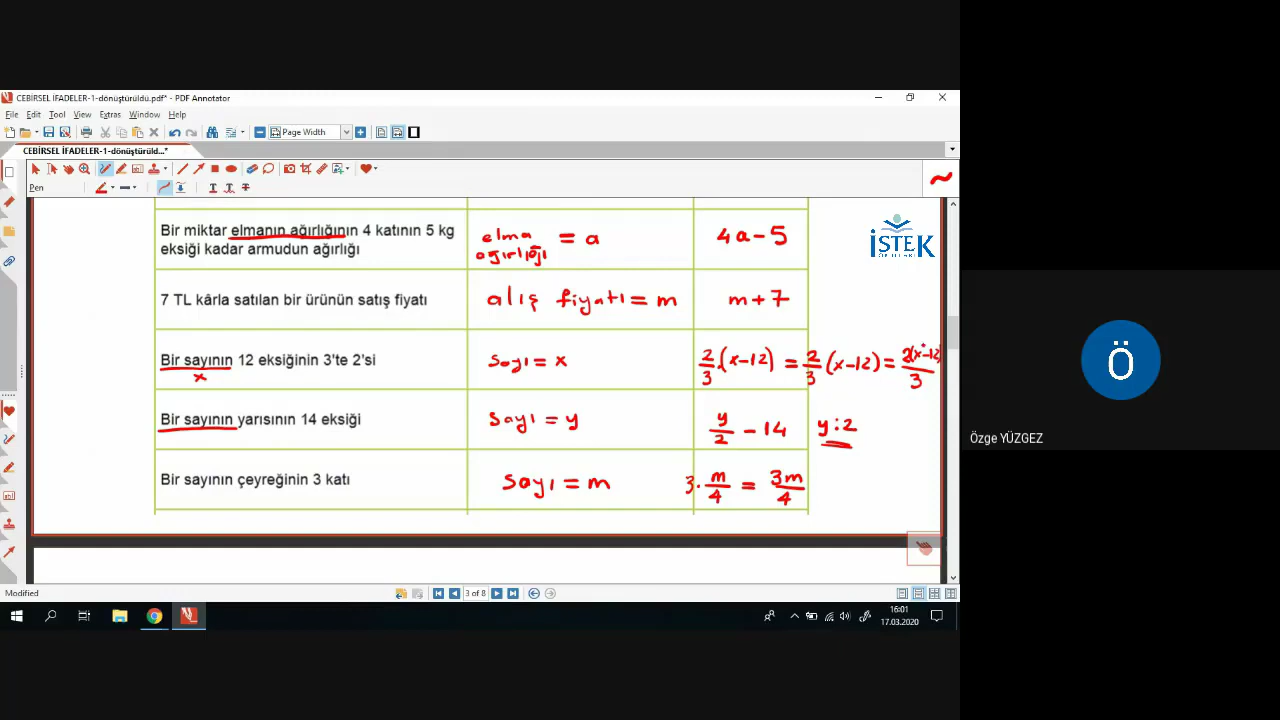 CEBİRSEL İFADELER-1-dönüştürüldü.pdf* - PDF Annotator
File Edit Tool View Extras Window Help
Page Width
CEBİRSEL İFADELER-1-dönüştürüld...*
Pen
Bir miktar elmanın ağırlığının 4 katının 5 kg
eksiği kadar armudun ağırlığı
elma
ağırlığı = a
4a-5
7 TL kârla satılan bir ürünün satış fiyatı
alış fiyatı = m
m+7
Bir sayının 12 eksiğinin 3'te 2'si
x
sayı = x
2/3.(x-12) = 2/3(x-12) = 2(x-12)/3
Bir sayının yarısının 14 eksiği
sayı = y
y/2 - 14
y:2
Bir sayının çeyreğinin 3 katı
sayı = m
3.m/4 = 3m/4
İSTEK
Modified
3 of 8
16:01
17.03.2020
Ö
Özge YÜZGEZ